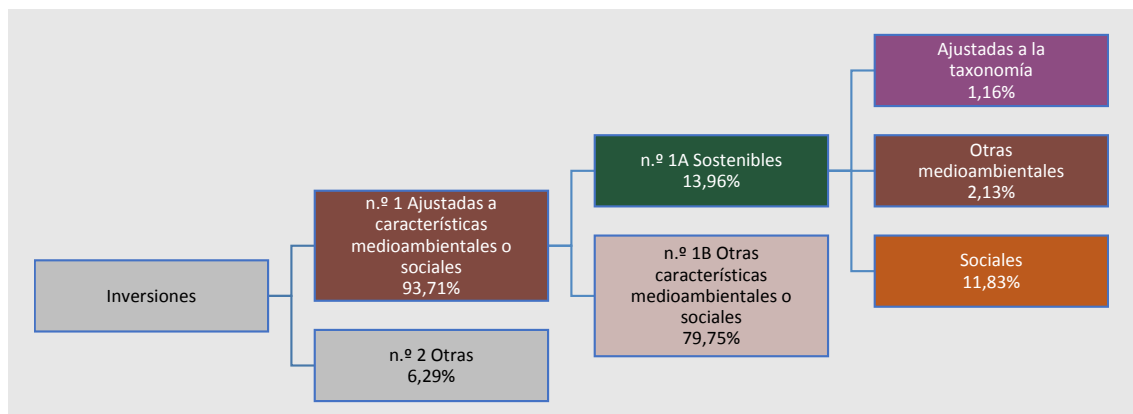 Inversiones
n.º 1 Ajustadas a
características
medioambientales o
sociales
93,71%
n.º 2 Otras
6,29%
n.º 1A Sostenibles
13,96%
n.º 1B Otras
características
medioambientales o
sociales
79,75%
Ajustadas a la
taxonomía
1,16%
Otras
medioambientales
2,13%
Sociales
11,83%